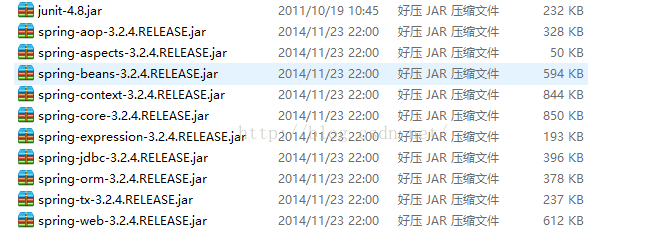 junit-4.8.jar 2011/10/19 10:45 好压 JAR 压缩文件 232 KB
spring-aop-3.2.4.RELEASE.jar 2014/11/23 22:00 好压 JAR 压缩文件 328 KB
spring-aspects-3.2.4.RELEASE.jar 2014/11/23 22:00 好压 JAR 压缩文件 50 KB
spring-beans-3.2.4.RELEASE.jar 2014/11/23 22:00 好压 JAR 压缩文件 594 KB
spring-context-3.2.4.RELEASE.jar 2014/11/23 22:00 好压 JAR 压缩文件 844 KB
spring-core-3.2.4.RELEASE.jar 2014/11/23 22:00 好压 JAR 压缩文件 850 KB
http://blog.csdn.net/
spring-expression-3.2.4.RELEASE.jar 2014/11/23 22:00 好压 JAR 压缩文件 193 KB
spring-jdbc-3.2.4.RELEASE.jar 2014/11/23 22:00 好压 JAR 压缩文件 396 KB
spring-orm-3.2.4.RELEASE.jar 2014/11/23 22:00 好压 JAR 压缩文件 378 KB
spring-tx-3.2.4.RELEASE.jar 2014/11/23 22:00 好压 JAR 压缩文件 237 KB
spring-web-3.2.4.RELEASE.jar 2014/11/23 22:00 好压 JAR 压缩文件 612 KB